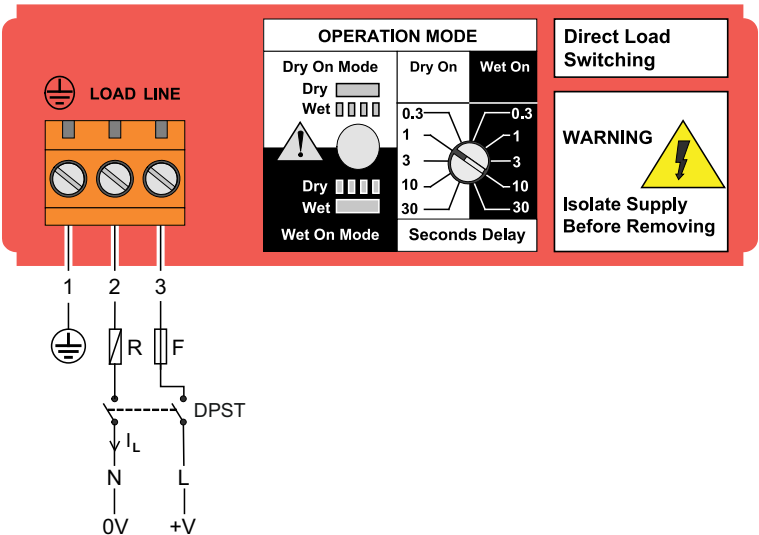 LOAD LINE
OPERATION MODE
Dry On Mode
Dry
Wet
Dry
Wet
Wet On Mode
Dry On Wet On
0.3 0.3
1 1
3 3
10 10
30 30
Seconds Delay
Direct Load
Switching
WARNING
Isolate Supply
Before Removing
1 2 3
R F
DPST
IL
N L
0V +V